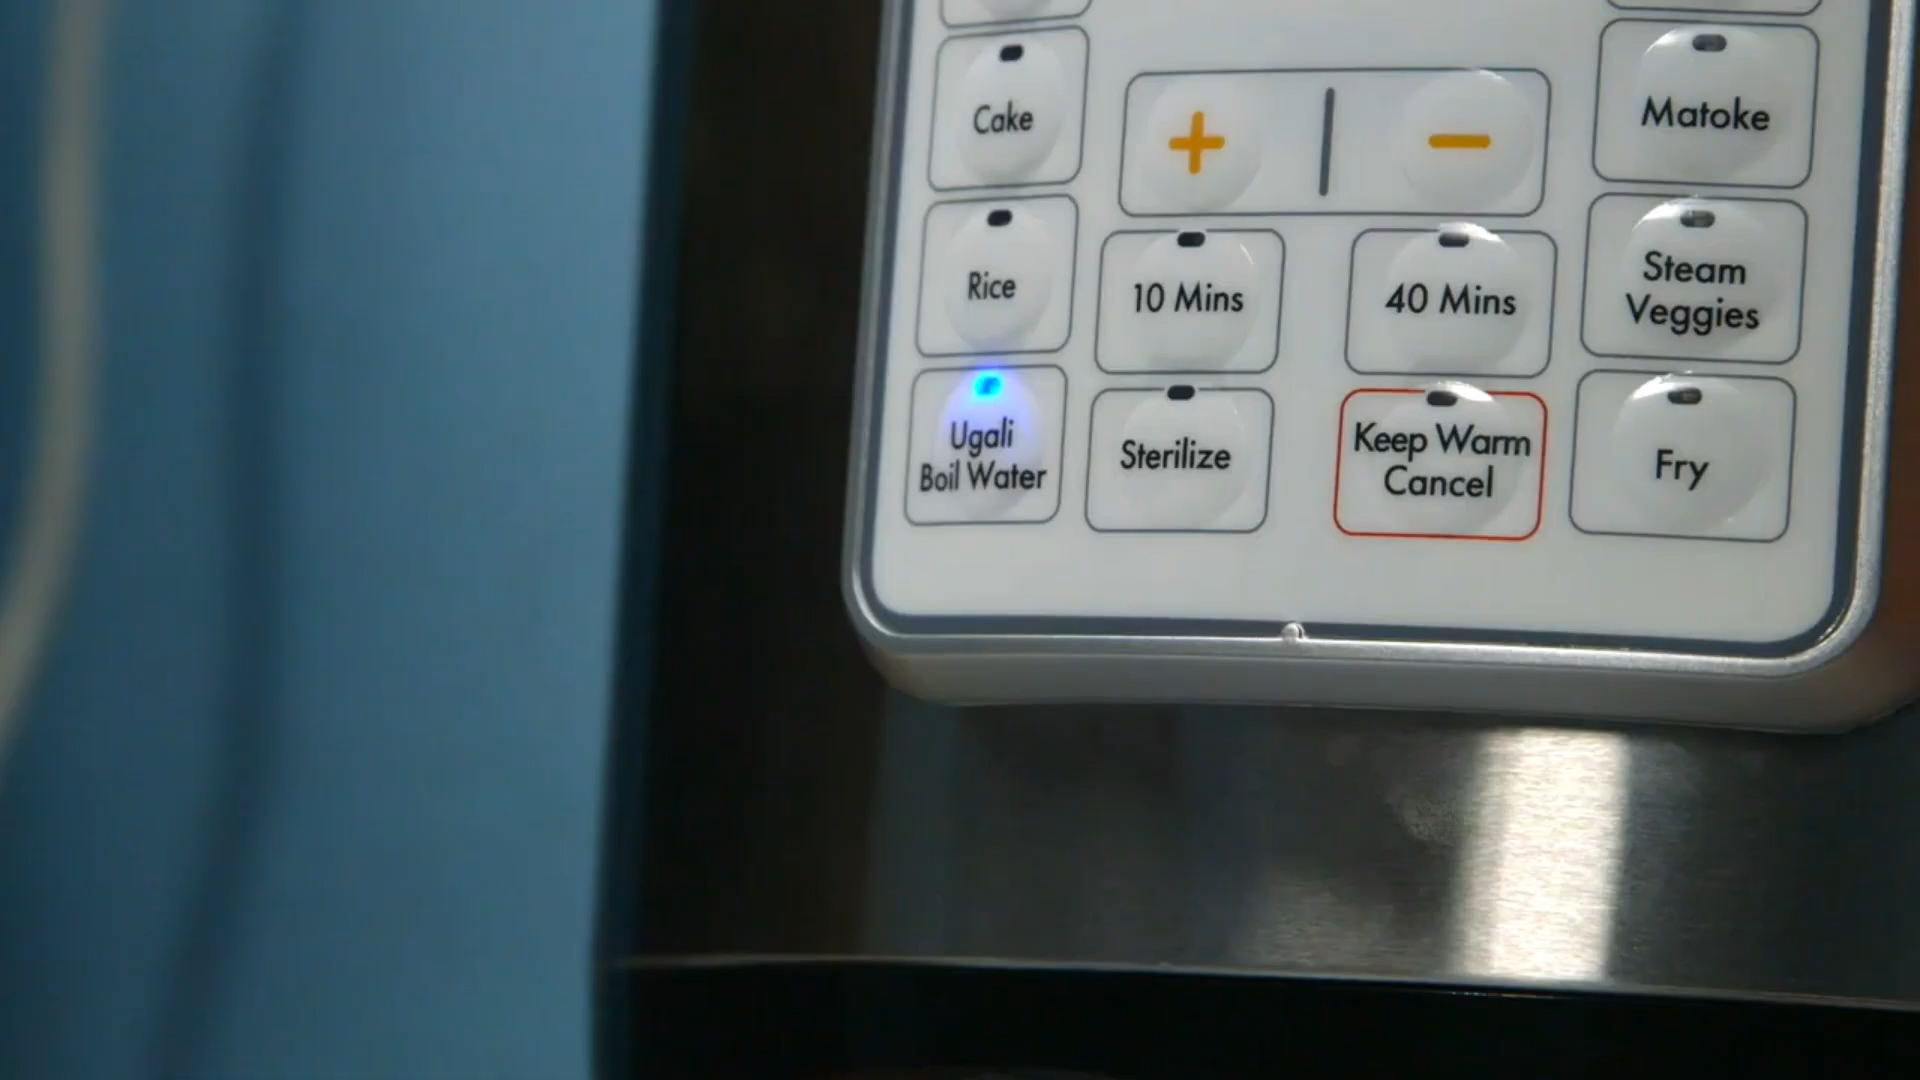 Cake
+
−
Matoke
Rice
10 Mins
40 Mins
Steam
Veggies
Ugali
Boil Water
Sterilize
Keep Warm
Cancel
Fry